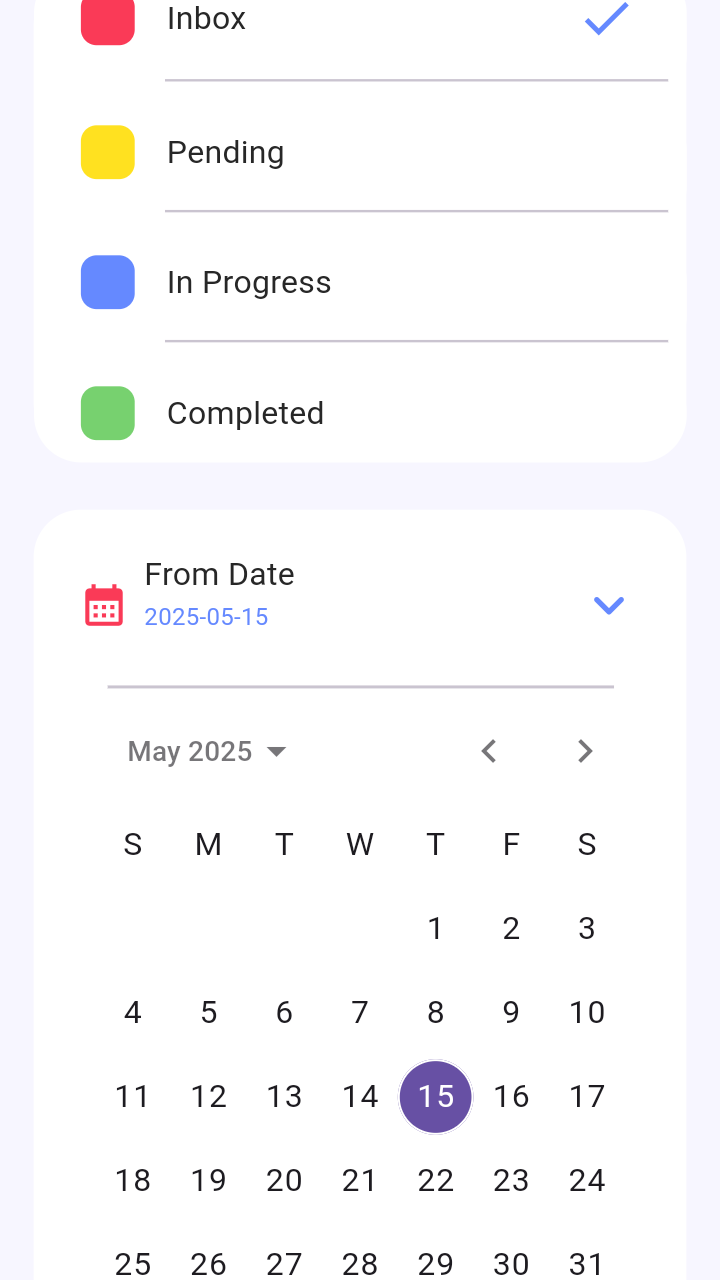 Inbox
Pending
In Progress
Completed
From Date
2025-05-15
May 2025
S M T W T F S
1 2 3
4 5 6 7 8 9 10
11 12 13 14 15 16 17
18 19 20 21 22 23 24
25 26 27 28 29 30 31